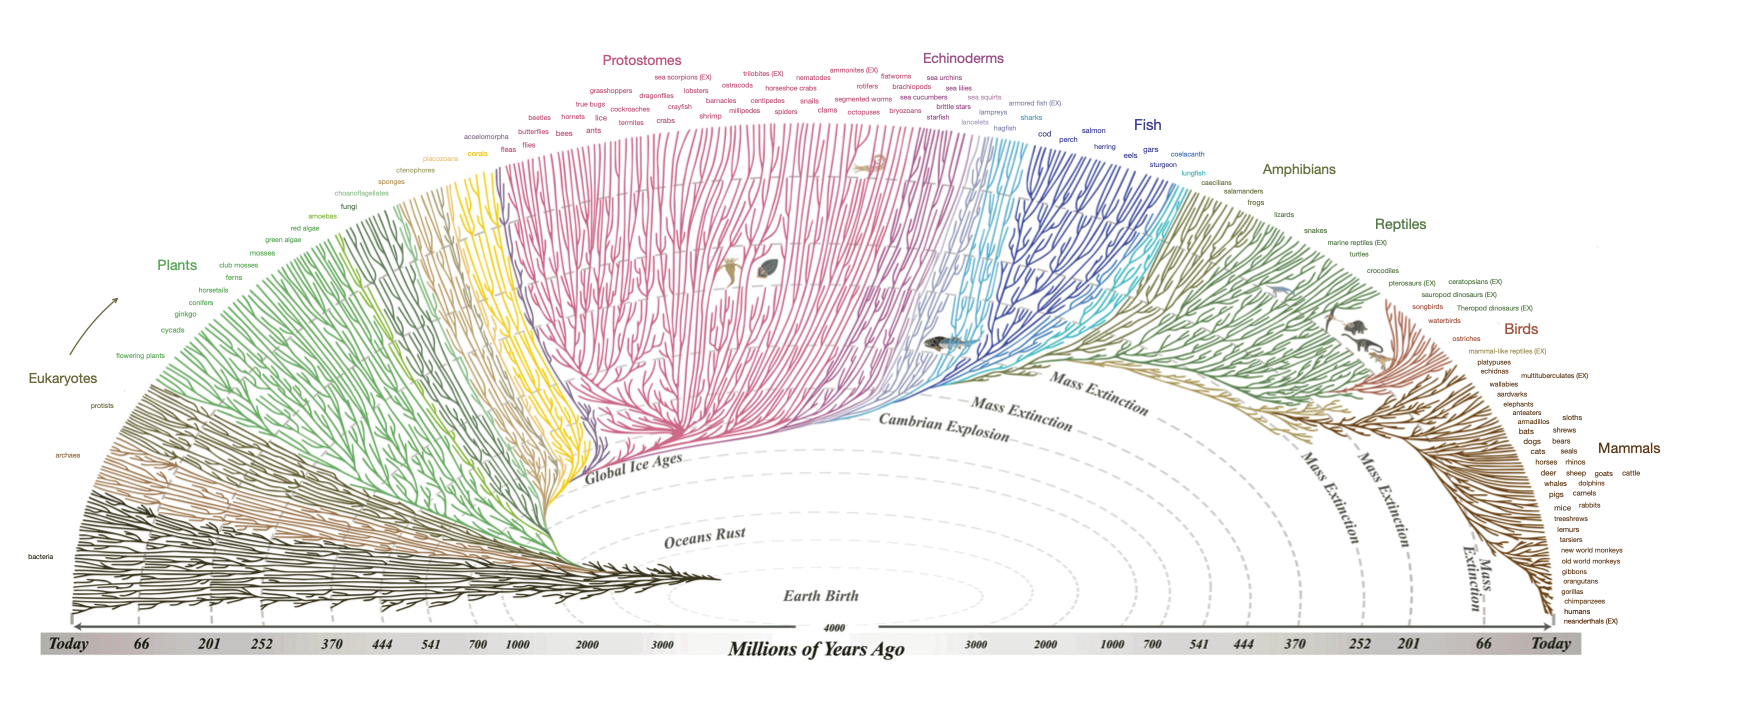 Eukaryotes
Plants
Protostomes
Echinoderms
Fish
Amphibians
Reptiles
Birds
Mammals
bacteria
archaea
protists
flowering plants
cycads
ginkgo
conifers
horsetails
ferns
club mosses
mosses
green algae
red algae
amoebas
fungi
choanoflagellates
sponges
ctenophores
placozoans
corals
acoelomorpha
fleas
flies
butterflies
beetles
bees
hornets
true bugs
ants
lice
grasshoppers
termites
cockroaches
dragonflies
crabs
crayfish
sea scorpions (EX)
lobsters
shrimp
barnacles
ostracods
millipedes
centipedes
trilobites (EX)
horseshoe crabs
spiders
nematodes
snails
clams
ammonites (EX)
segmented worms
octopuses
rotifers
flatworms
brachiopods
bryozoans
sea urchins
sea lilies
sea cucumbers
brittle stars
starfish
sea squirts
lancelets
lampreys
hagfish
armored fish (EX)
sharks
cod
perch
salmon
herring
eels
gars
sturgeon
coelacanth
lungfish
caecilians
salamanders
frogs
lizards
snakes
marine reptiles (EX)
turtles
crocodiles
pterosaurs (EX)
ceratopsians (EX)
sauropod dinosaurs (EX)
Theropod dinosaurs (EX)
songbirds
waterbirds
ostriches
mammal-like reptiles (EX)
platypuses
echidnas
multituberculates (EX)
wallabies
aardvarks
elephants
anteaters
armadillos
sloths
bats
shrews
dogs
bears
cats
seals
horses
rhinos
deer
sheep
goats
cattle
whales
dolphins
pigs
camels
mice
rabbits
treeshrews
lemurs
tarsiers
new world monkeys
old world monkeys
gibbons
orangutans
gorillas
chimpanzees
humans
neanderthals (EX)
Mass Extinction
Mass Extinction
Cambrian Explosion
Global Ice Ages
Mass Extinction
Mass Extinction
Mass Extinction
Oceans Rust
Earth Birth
4000
Today 66 201 252 370 444 541 700 1000 2000 3000 Millions of Years Ago 3000 2000 1000 700 541 444 370 252 201 66 Today